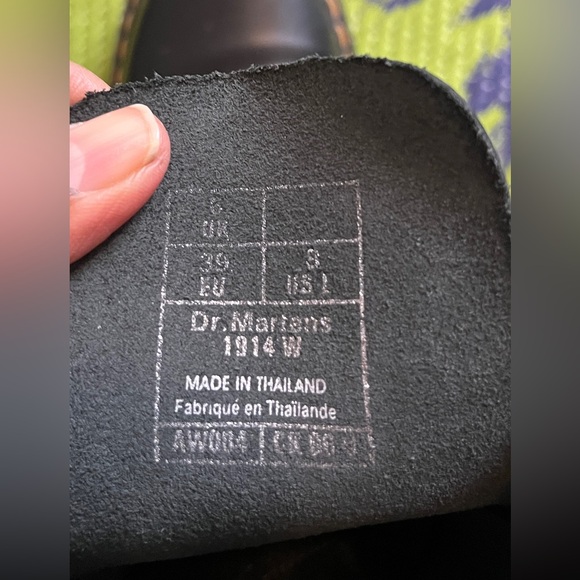 6
UK
39 8
EU US L
Dr. Martens
1914 W
MADE IN THAILAND
Fabriqué en Thaïlande
AW004